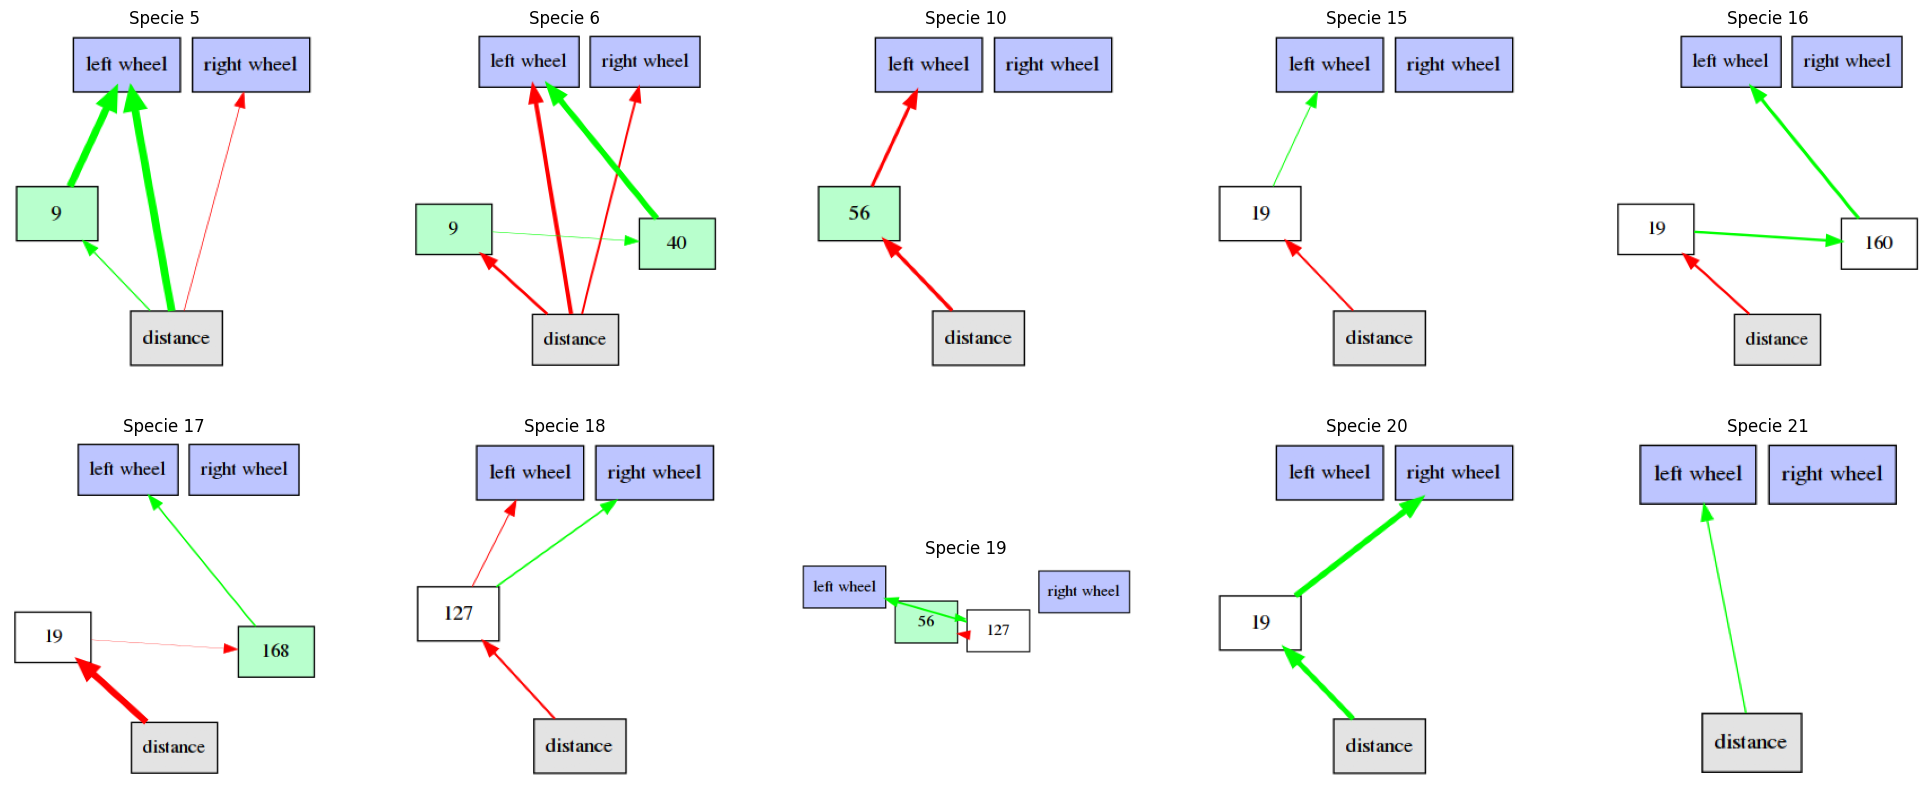 Specie 5
left wheel right wheel
9
distance
Specie 6
left wheel right wheel
9
40
distance
Specie 10
left wheel right wheel
56
distance
Specie 15
left wheel right wheel
19
distance
Specie 16
left wheel right wheel
19
160
distance
Specie 17
left wheel right wheel
19
168
distance
Specie 18
left wheel right wheel
127
distance
Specie 19
left wheel right wheel
56
127
Specie 20
left wheel right wheel
19
distance
Specie 21
left wheel right wheel
distance